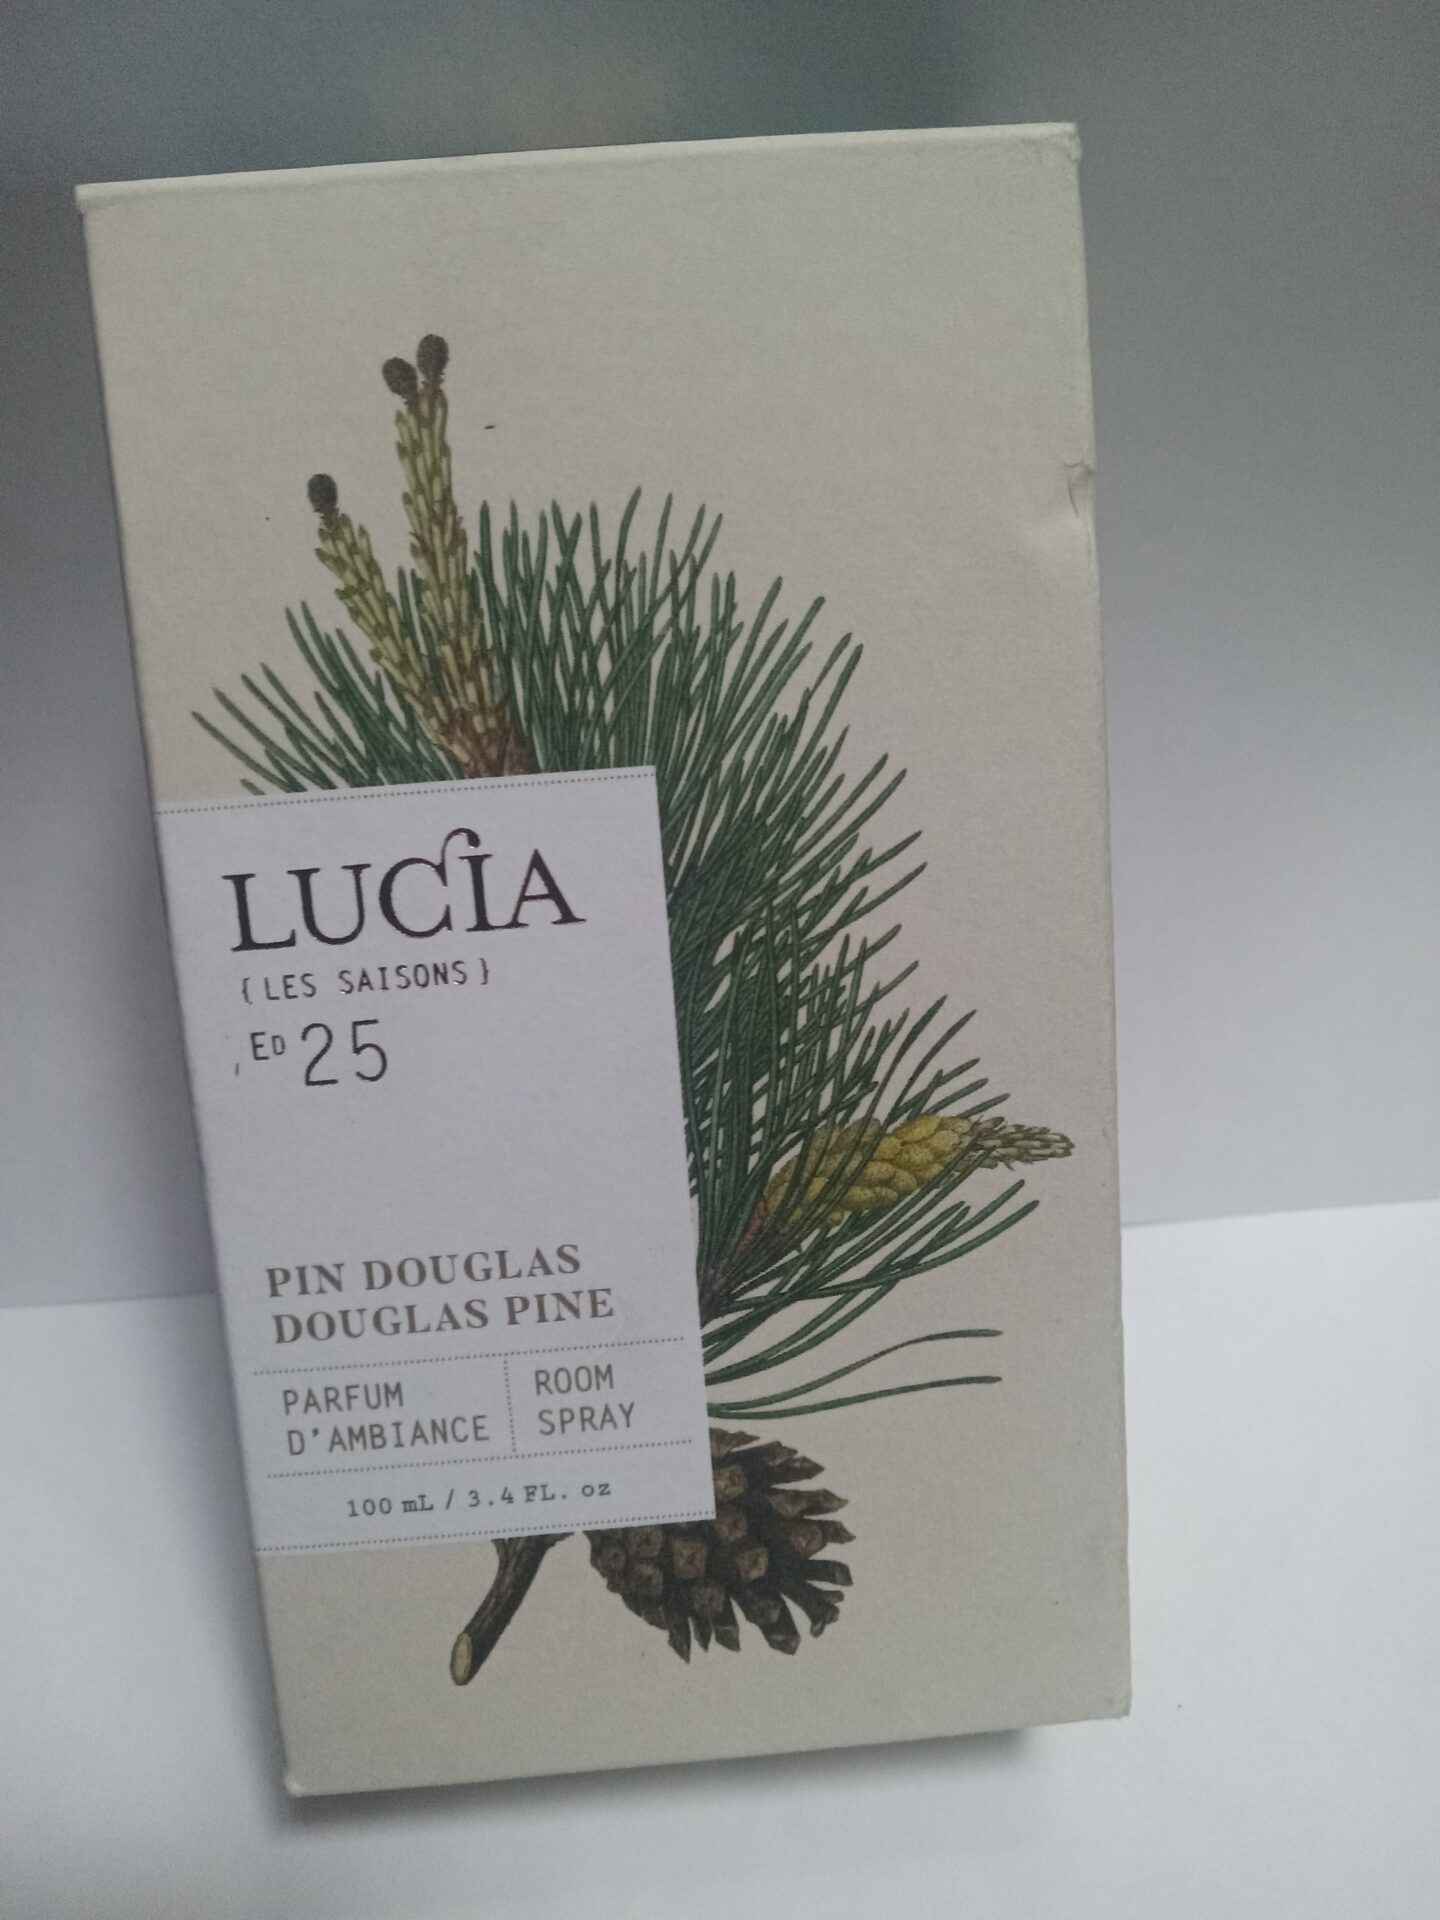 LUCIA
{LES SAISONS}
ED 25
PIN DOUGLAS
DOUGLAS PINE
PARFUM
D'AMBIANCE
ROOM
SPRAY
100 mL / 3.4 FL. oz